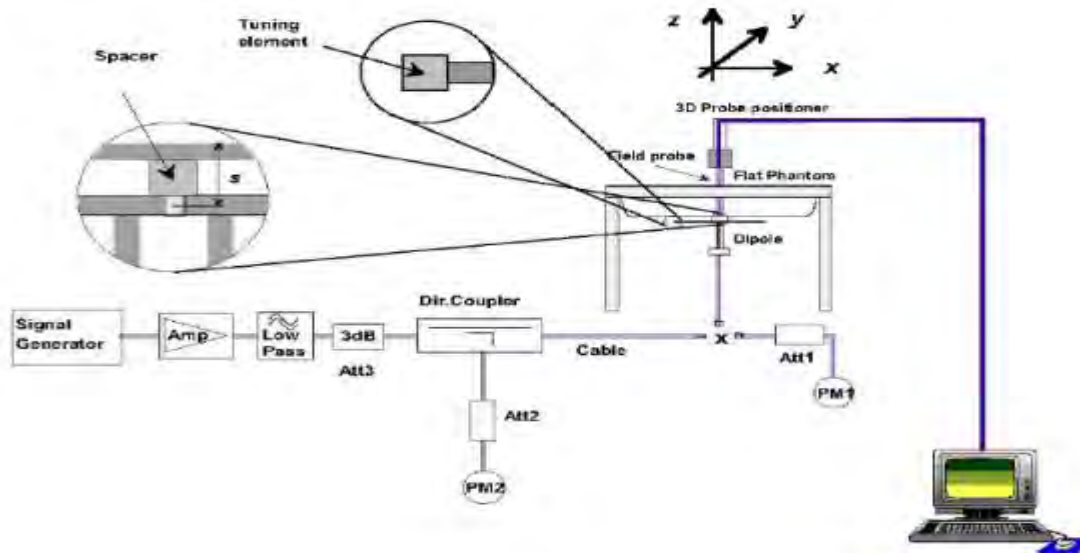 Tuning
element
Spacer
z
y
x
3D Probe positioner
Field probe
Flat Phantom
s
Dipole
Dir.Coupler
Signal
Generator
Amp
Low
Pass
3dB
Att3
Cable
x
Att1
PM1
Att2
PM2